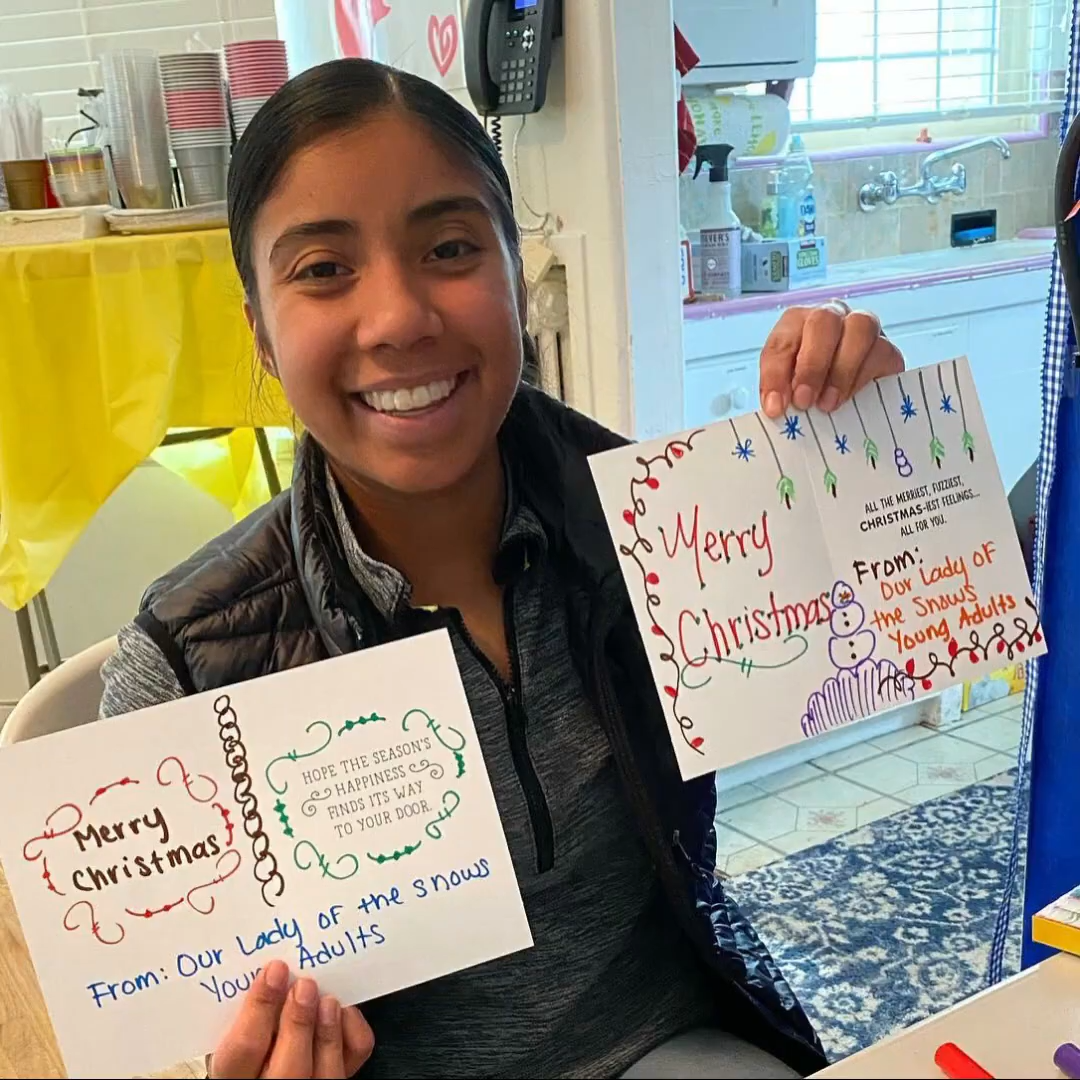 Merry
Christmas
HOPE THE SEASON'S
HAPPINESS
FINDS ITS WAY
TO YOUR DOOR.
From: Our Lady of the snows
Adults
Merry
Christmas
ALL THE MERRIEST, FUZZIEST,
CHRISTMAS-IEST FEELINGS...
ALL FOR YOU.
From:
Our Lady of
the Snows
Young Adults